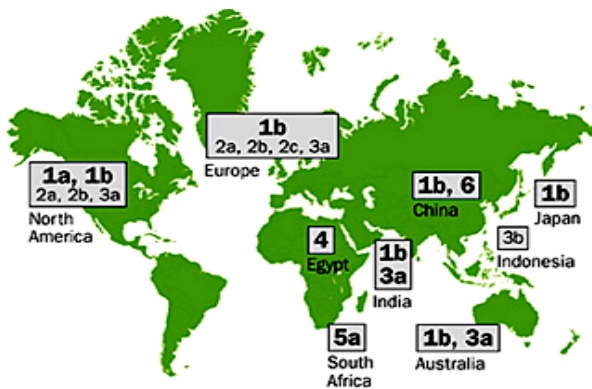 1b
2a, 2b, 2c, 3a
Europe
1a, 1b
2a, 2b, 3a
North
America
1b, 6
China
1b
Japan
3b
Indonesia
4
Egypt
1b
3a
India
5a
South
Africa
1b, 3a
Australia